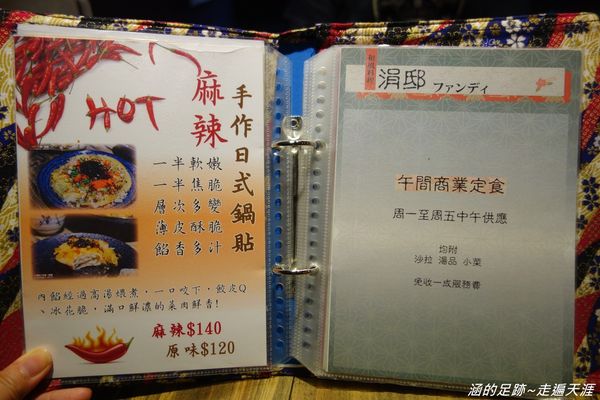 HOT
麻辣
手作日式鍋貼
一半軟嫩
一半焦脆
層次多變
薄皮酥脆
餡香多汁
內餡經過高湯煨煮，一口咬下，餃皮Q
、冰花脆，滿口鮮濃的菜肉鮮香！
麻辣$140
原味$120
和風料理
涓邸 ファンディ
午間商業定食
周一至周五中午供應
均附
沙拉 湯品 小菜
免收一成服務費
涵的足跡~走遍天涯